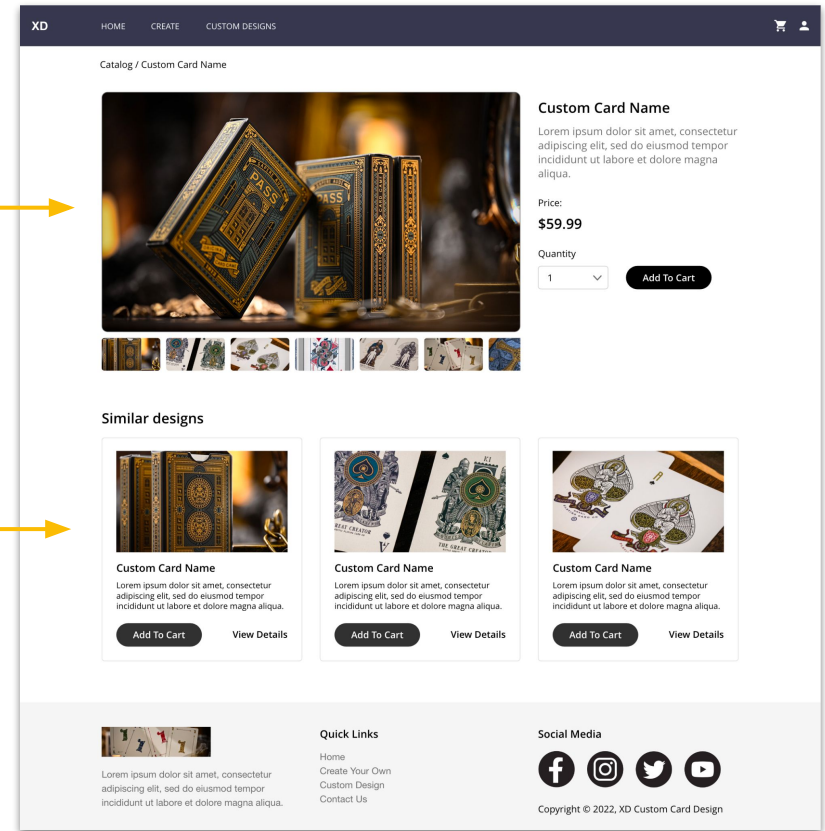 XD
HOME
CREATE
CUSTOM DESIGNS
Catalog / Custom Card Name
PASS
PASS
Custom Card Name
Lorem ipsum dolor sit amet, consectetur
adipiscing elit, sed do eiusmod tempor
incididunt ut labore et dolore magna
aliqua.
Price:
$59.99
Quantity
1
Add To Cart
Similar designs
KI
GREAT CREATOR
THE GREAT CREATOR
Custom Card Name
Lorem ipsum dolor sit amet, consectetur
adipiscing elit, sed do eiusmod tempor
incididunt ut labore et dolore magna aliqua.
Add To Cart
View Details
Custom Card Name
Lorem ipsum dolor sit amet, consectetur
adipiscing elit, sed do eiusmod tempor
incididunt ut labore et dolore magna aliqua.
Add To Cart
View Details
Custom Card Name
Lorem ipsum dolor sit amet, consectetur
adipiscing elit, sed do eiusmod tempor
incididunt ut labore et dolore magna aliqua.
Add To Cart
View Details
Lorem ipsum dolor sit amet, consectetur
adipiscing elit, sed do eiusmod tempor
incididunt ut labore et dolore magna aliqua.
Quick Links
Home
Create Your Own
Custom Design
Contact Us
Social Media
Copyright © 2022, XD Custom Card Design